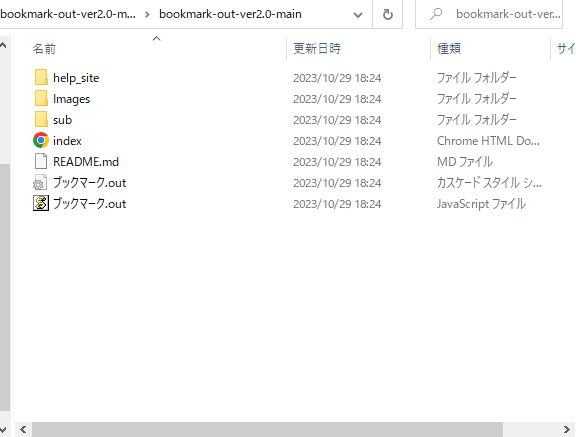 bookmark-out-ver2.0-m... > bookmark-out-ver2.0-main
bookmark-out-ver...
名前 更新日時 種類 サイ
help_site 2023/10/29 18:24 ファイル フォルダー
Images 2023/10/29 18:24 ファイル フォルダー
sub 2023/10/29 18:24 ファイル フォルダー
index 2023/10/29 18:24 Chrome HTML Do...
README.md 2023/10/29 18:24 MD ファイル
ブックマーク.out 2023/10/29 18:24 カスケード スタイル シ...
ブックマーク.out 2023/10/29 18:24 JavaScript ファイル